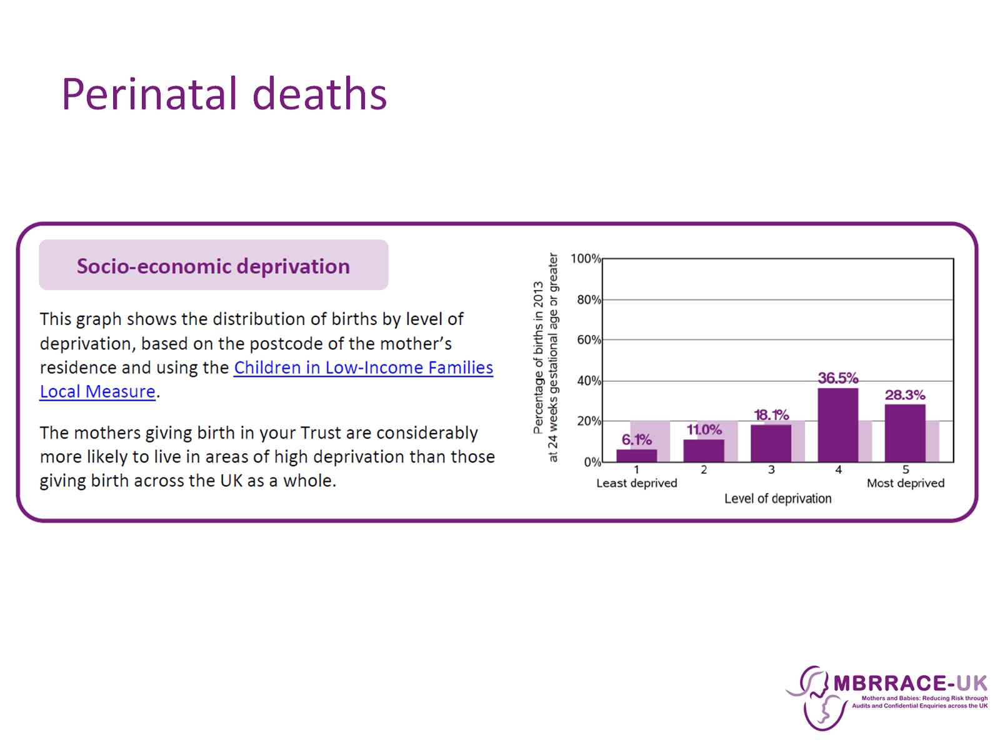 Perinatal deaths
Socio-economic deprivation
This graph shows the distribution of births by level of
deprivation, based on the postcode of the mother’s
residence and using the Children in Low-Income Families
Local Measure.
The mothers giving birth in your Trust are considerably
more likely to live in areas of high deprivation than those
giving birth across the UK as a whole.
Percentage of births in 2013
at 24 weeks gestational age or greater
100%
80%
60%
40%
20%
0%
6.1%
11.0%
18.1%
36.5%
28.3%
1 2 3 4 5
Least deprived Most deprived
Level of deprivation
MBRRACE-UK
Mothers and Babies: Reducing Risk through
Audits and Confidential Enquiries across the UK